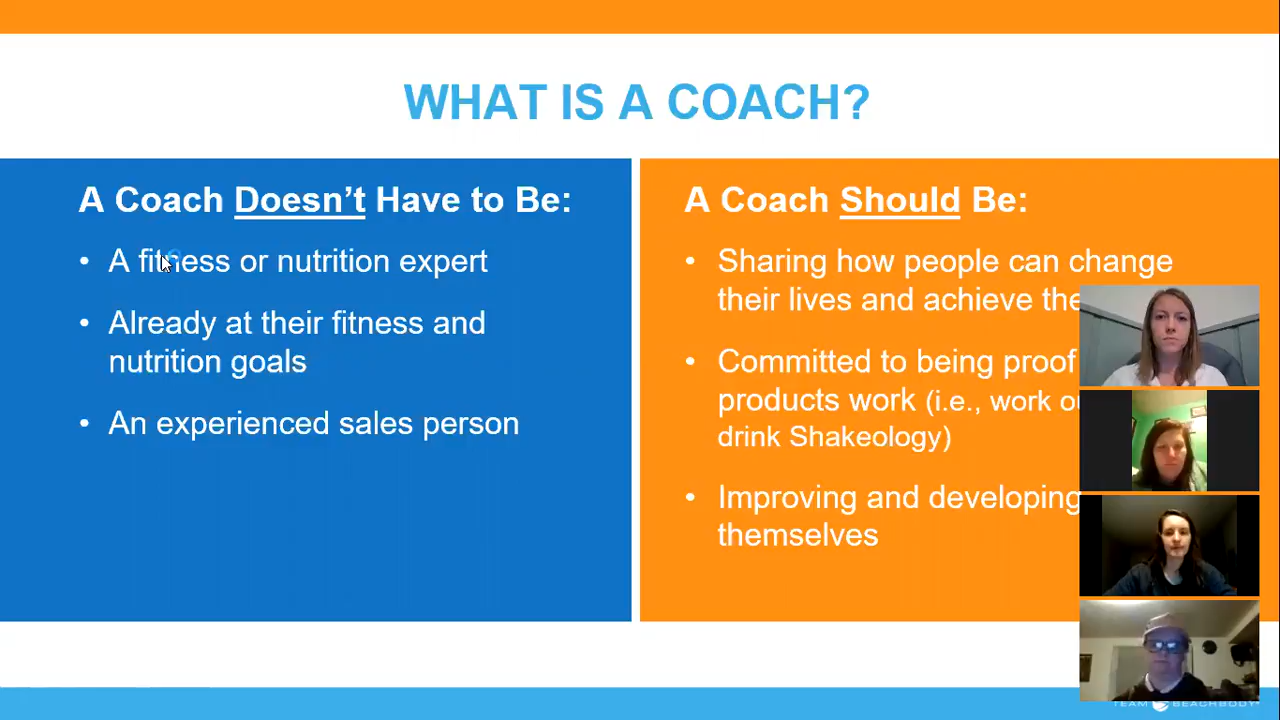 WHAT IS A COACH?
A Coach Doesn't Have to Be:
• A fitness or nutrition expert
• Already at their fitness and
nutrition goals
• An experienced sales person
A Coach Should Be:
• Sharing how people can change
their lives and achieve
• Committed to being proof
products work (i.e., work
drink Shakeology)
• Improving and developing
themselves
TEAM BEACHBODY